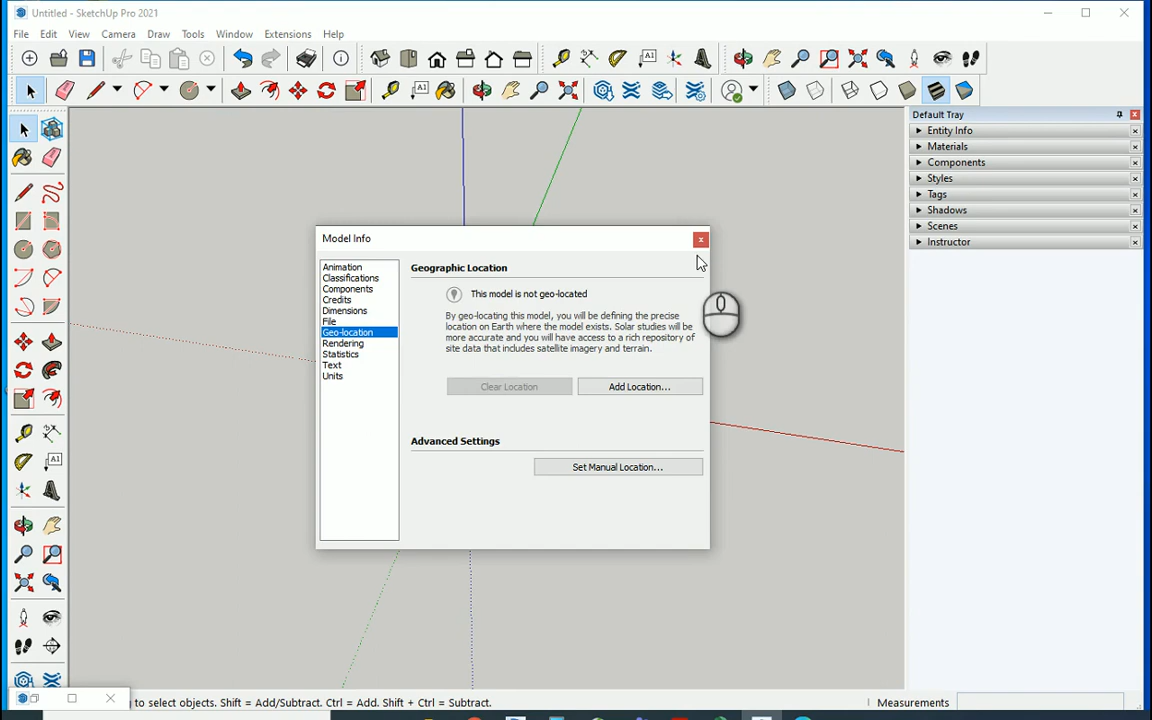 Untitled - SketchUp Pro 2021
File Edit View Camera Draw Tools Window Extensions Help
Default Tray
Entity Info
Materials
Components
Styles
Tags
Shadows
Scenes
Instructor
Model Info
Animation
Classifications
Components
Credits
Dimensions
File
Geo-location
Rendering
Statistics
Text
Units
Geographic Location
This model is not geo-located
By geo-locating this model, you will be defining the precise
location on Earth where the model exists. Solar studies will be
more accurate and you will have access to a rich repository of
site data that includes satellite imagery and terrain.
Clear Location Add Location...
Advanced Settings
Set Manual Location...
to select objects. Shift = Add/Subtract. Ctrl = Add. Shift + Ctrl = Subtract.
Measurements